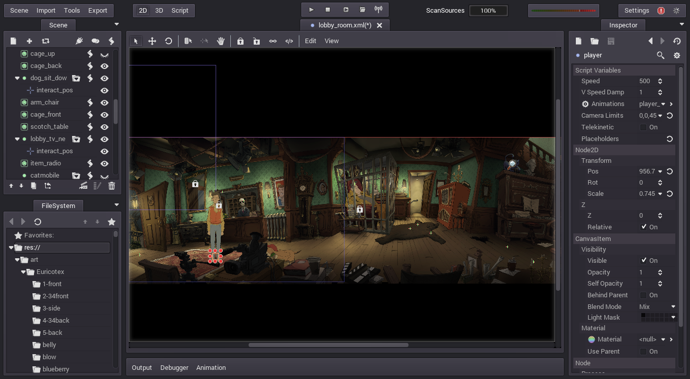 Scene Import Tools Export 2D 3D Script ScanSources 100% Settings
Scene lobby_room.xml(*) Inspector
Edit View
cage_up
cage_back
dog_sit_dow
interact_pos
arm_chair
cage_front
scotch_table
lobby_tv_ne
interact_pos
item_radio
catmobile
FileSystem
Favorites:
res://
art
Euricotex
1-front
2-34front
3-side
4-34back
5-back
belly
blow
blueberry
Output Debugger Animation
player
Script Variables
Speed 500
V Speed Damp 1
Animations player_
Camera Limits 0,0,45
Telekinetic On
Placeholders
Node2D
Transform
Pos 956.7
Rot 0
Scale 0.745
Z
Z 0
Relative On
CanvasItem
Visibility
Visible On
Opacity 1
Self Opacity 1
Behind Parent On
Blend Mode Mix
Light Mask
Material
Material <null>
Use Parent On
Node